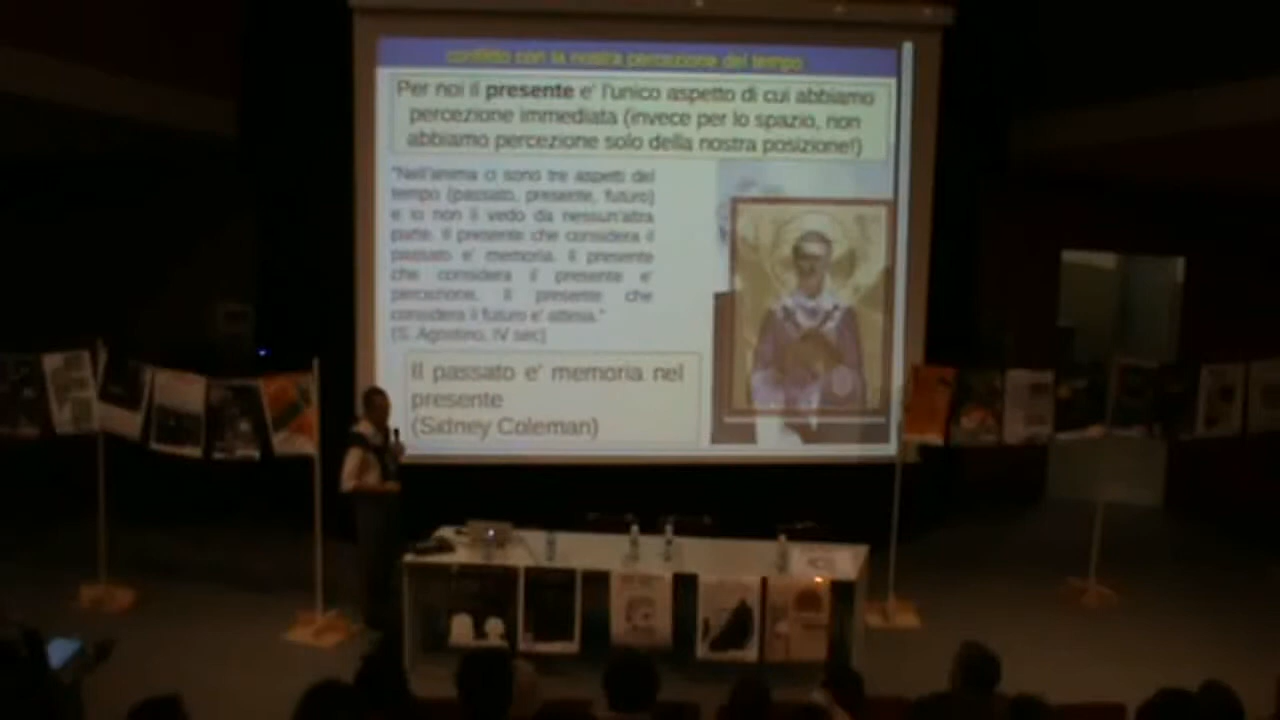 conflitto con la nostra percezione del tempo
Per noi il presente e' l'unico aspetto di cui abbiamo
percezione immediata (invece per lo spazio, non
abbiamo percezione solo della nostra posizione!)
"Nell'anima ci sono tre aspetti del
tempo (passato, presente, futuro)
e io non li vedo da nessun'altra
parte. Il presente che considera il
passato e' memoria. Il presente
che considera il presente e'
percezione. Il presente che
considera il futuro e' attesa."
(S. Agostino, IV sec)
Il passato e' memoria nel
presente
(Sidney Coleman)